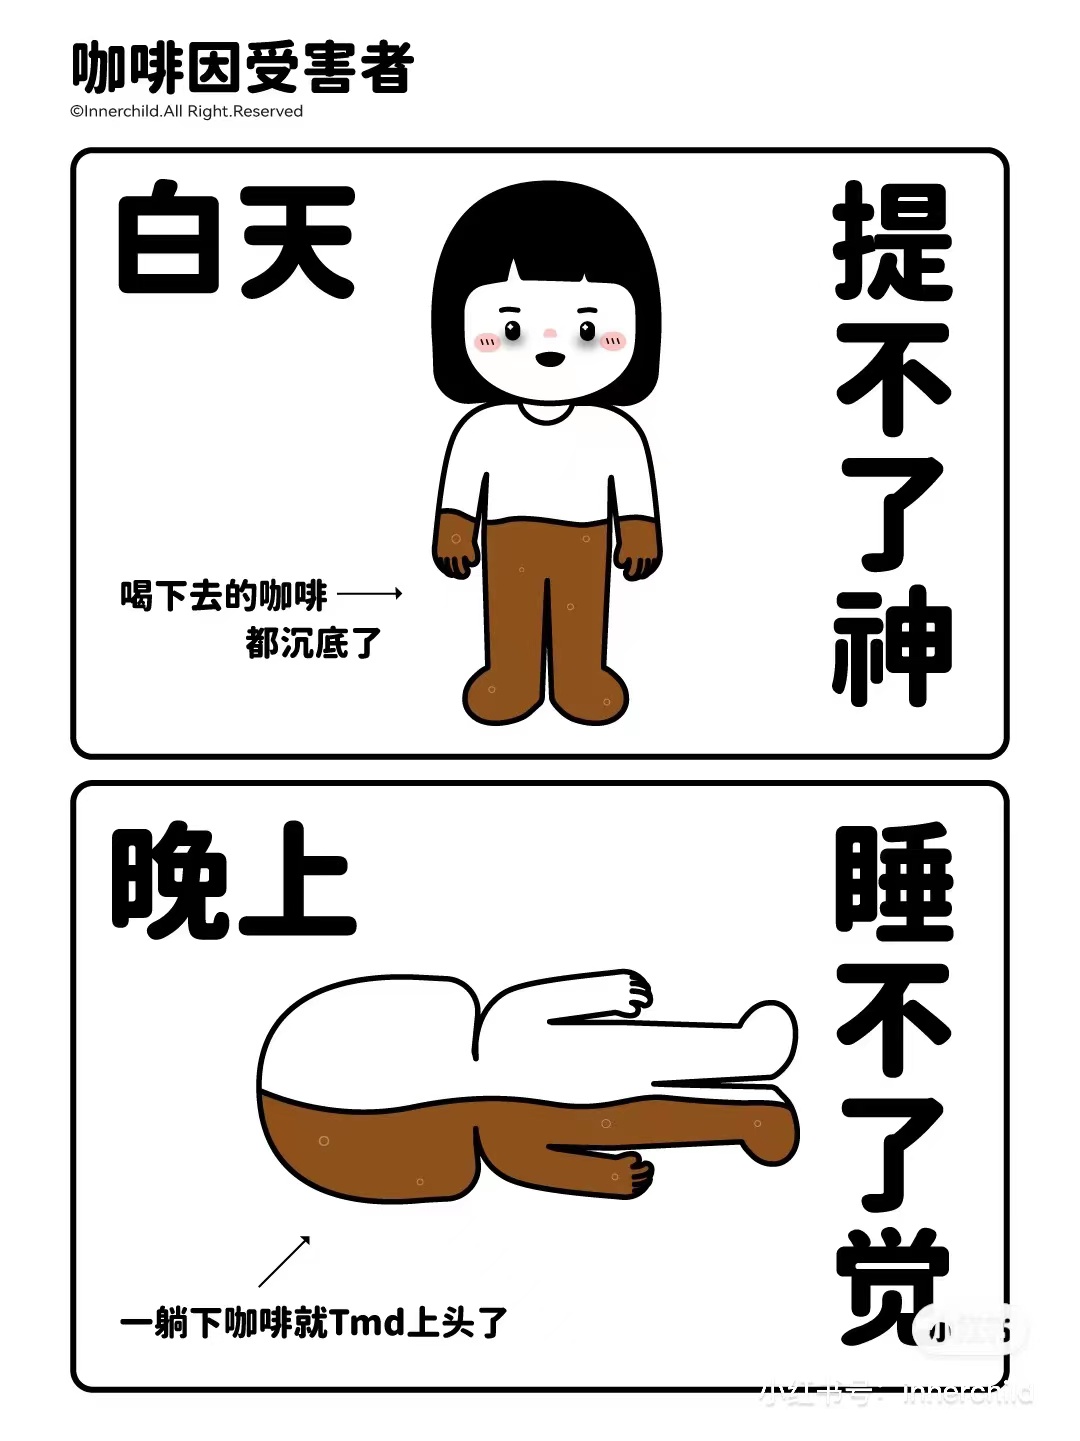 咖啡因受害者
©Innerchild.All Right.Reserved
白天
提不了神
喝下去的咖啡
都沉底了
晚上
睡不了觉
一躺下咖啡就Tmd上头了
小红书号：Innerchild